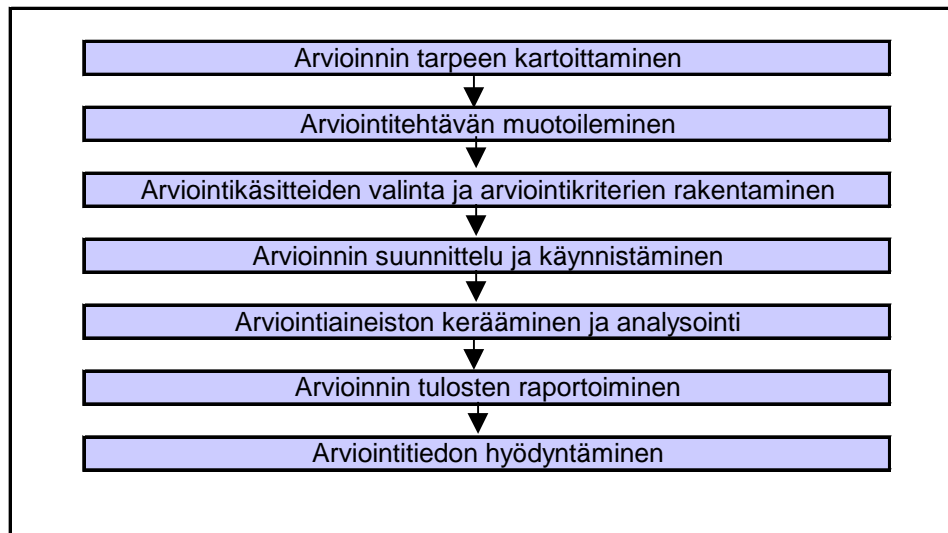 Arvioinnin tarpeen kartoittaminen
Arviointitehtävän muotoileminen
Arviointikäsitteiden valinta ja arviointikriterien rakentaminen
Arvioinnin suunnittelu ja käynnistäminen
Arviointiaineiston kerääminen ja analysointi
Arvioinnin tulosten raportoiminen
Arviointitiedon hyödyntäminen